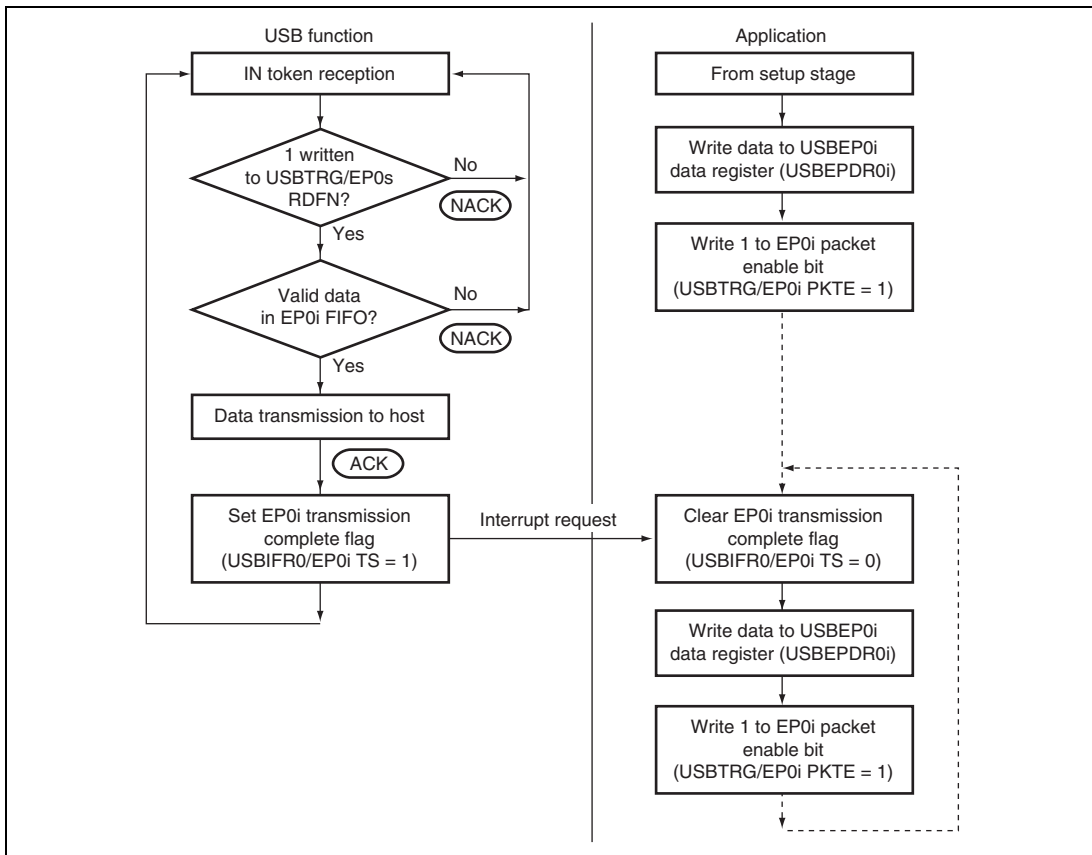 USB function
IN token reception
1 written
to USBTRG/EP0s
RDFN?
No
NACK
Yes
Valid data
in EP0i FIFO?
No
NACK
Yes
Data transmission to host
ACK
Set EP0i transmission
complete flag
(USBIFR0/EP0i TS = 1)
Interrupt request
Application
From setup stage
Write data to USBEP0i
data register (USBEPDR0i)
Write 1 to EP0i packet
enable bit
(USBTRG/EP0i PKTE = 1)
Clear EP0i transmission
complete flag
(USBIFR0/EP0i TS = 0)
Write data to USBEP0i
data register (USBEPDR0i)
Write 1 to EP0i packet
enable bit
(USBTRG/EP0i PKTE = 1)